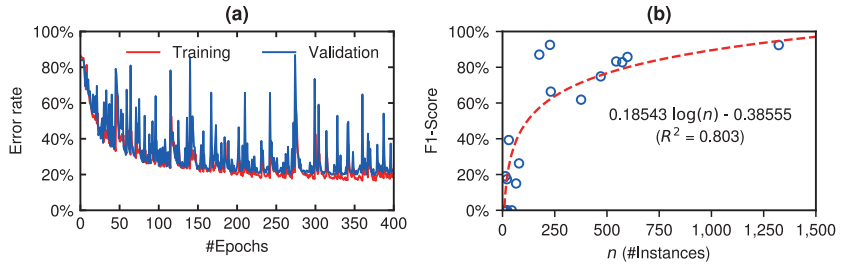 (a)
100%
80%
60%
40%
20%
0%
Error rate
Training
Validation
0 50 100 150 200 250 300 350 400
#Epochs
(b)
100%
80%
60%
40%
20%
0%
F1-Score
0.18543 log(n) - 0.38555
(R² = 0.803)
0 250 500 750 1,000 1,250 1,500
n (#Instances)